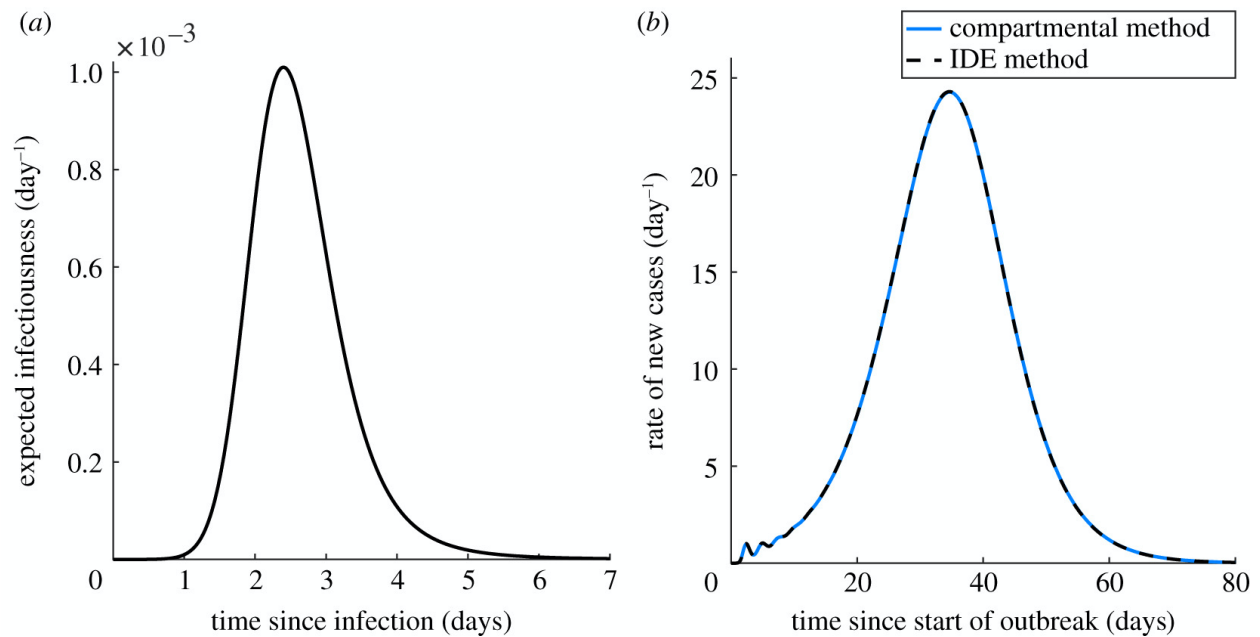 (a)
×10⁻³
1.0
0.8
0.6
0.4
0.2
0
1 2 3 4 5 6 7
expected infectiousness (day⁻¹)
time since infection (days)
(b)
compartmental method
IDE method
25
20
15
10
5
0
20 40 60 80
rate of new cases (day⁻¹)
time since start of outbreak (days)